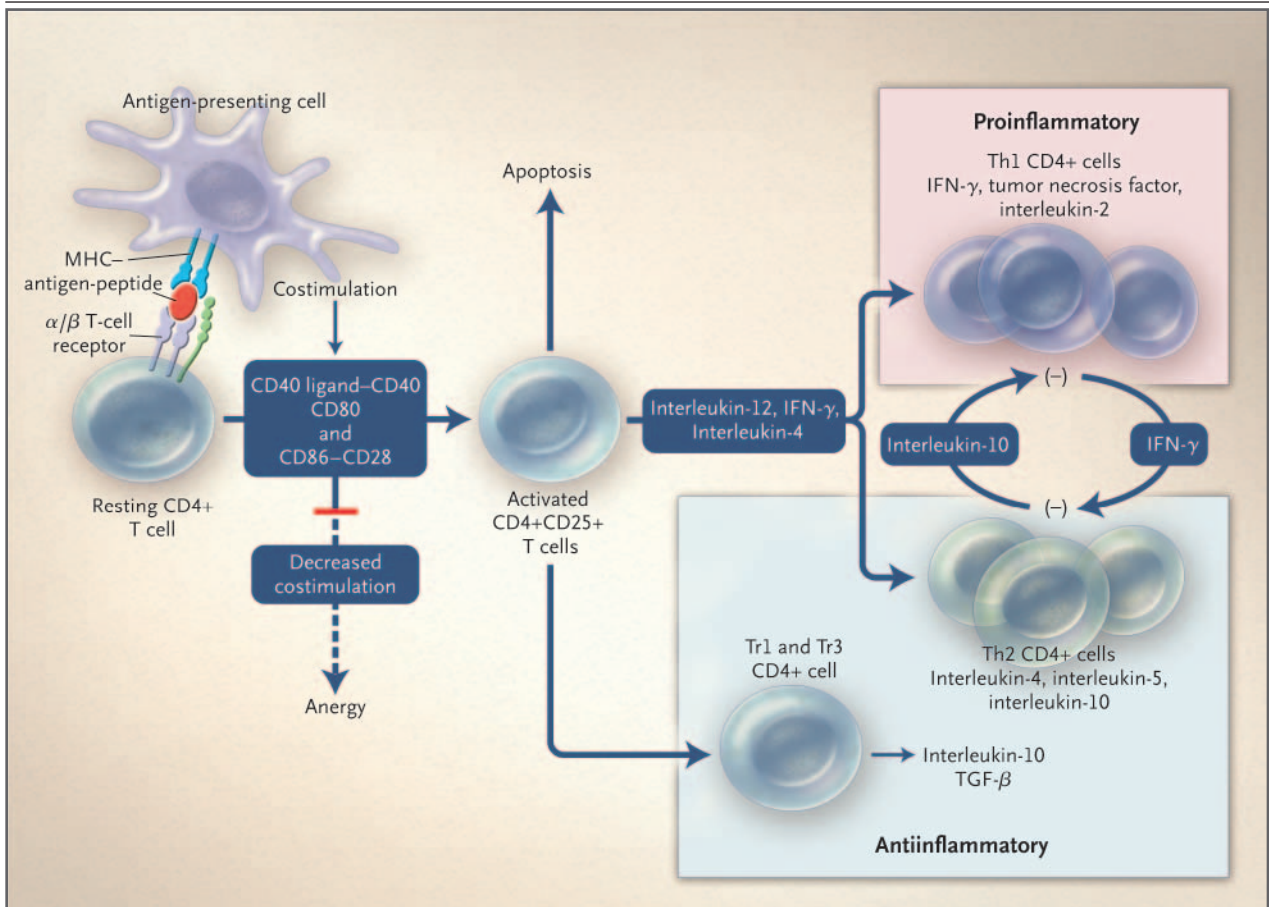 Antigen-presenting cell
MHC–
antigen-peptide
α/β T-cell
receptor
Costimulation
CD40 ligand–CD40
CD80
and
CD86–CD28
Resting CD4+
T cell
Decreased
costimulation
Anergy
Apoptosis
Activated
CD4+CD25+
T cells
Interleukin-12, IFN-γ,
Interleukin-4
Proinflammatory
Th1 CD4+ cells
IFN-γ, tumor necrosis factor,
interleukin-2
(–)
Interleukin-10
IFN-γ
(–)
Th2 CD4+ cells
Interleukin-4, interleukin-5,
interleukin-10
Tr1 and Tr3
CD4+ cell
Interleukin-10
TGF-β
Antiinflammatory